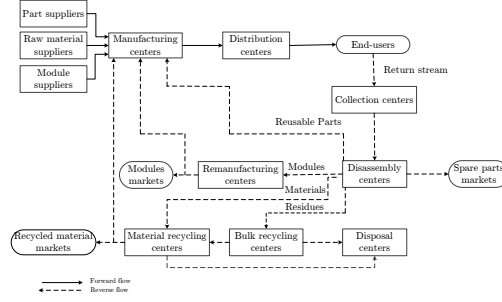 Part suppliers
Raw material
suppliers
Module
suppliers
Manufacturing
centers
Distribution
centers
End-users
Return stream
Collection centers
Reusable Parts
Modules
markets
Remanufacturing
centers
Modules
Disassembly
centers
Spare parts
markets
Materials
Residues
Recycled material
markets
Material recycling
centers
Bulk recycling
centers
Disposal
centers
Forward flow
Reverse flow